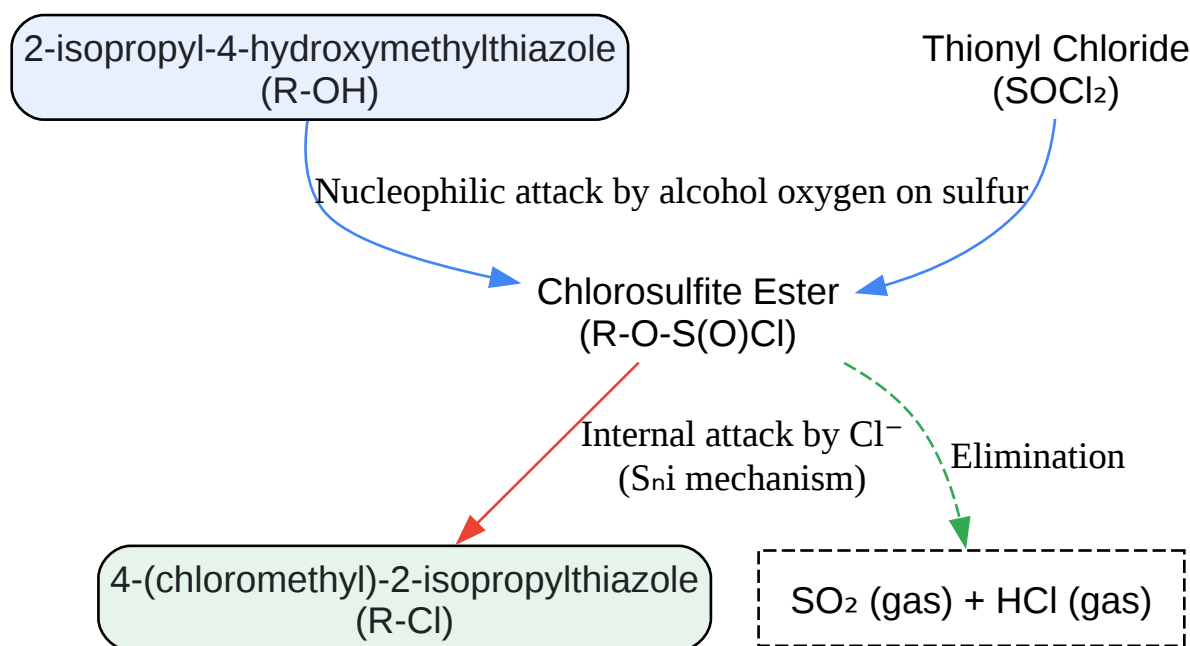 2-isopropyl-4-hydroxymethylthiazole
(R-OH)
Thionyl Chloride
(SOCl₂)
Nucleophilic attack by alcohol oxygen on sulfur
Chlorosulfite Ester
(R-O-S(O)Cl)
Internal attack by Cl⁻
(Sₙi mechanism)
Elimination
4-(chloromethyl)-2-isopropylthiazole
(R-Cl)
SO₂ (gas) + HCl (gas)